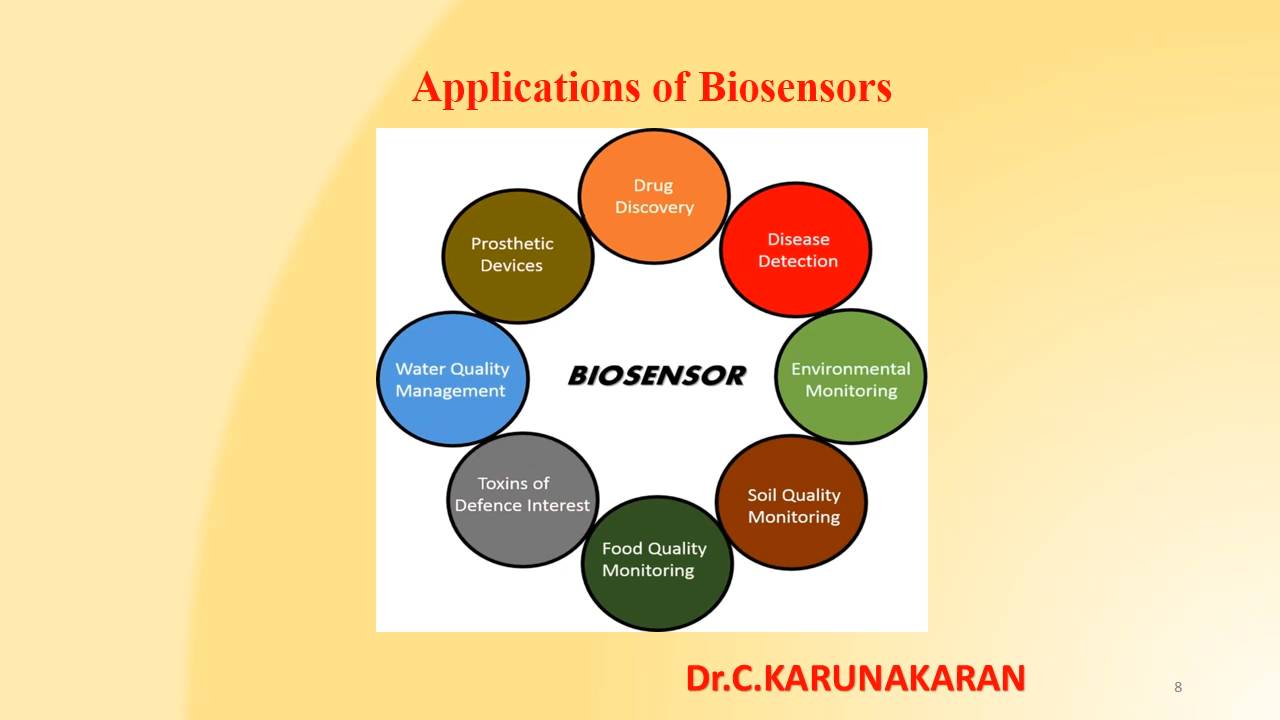 Applications of Biosensors
Drug
Discovery
Disease
Detection
Prosthetic
Devices
Water Quality
Management
BIOSENSOR
Environmental
Monitoring
Toxins of
Defence Interest
Soil Quality
Monitoring
Food Quality
Monitoring
Dr.C.KARUNAKARAN
8